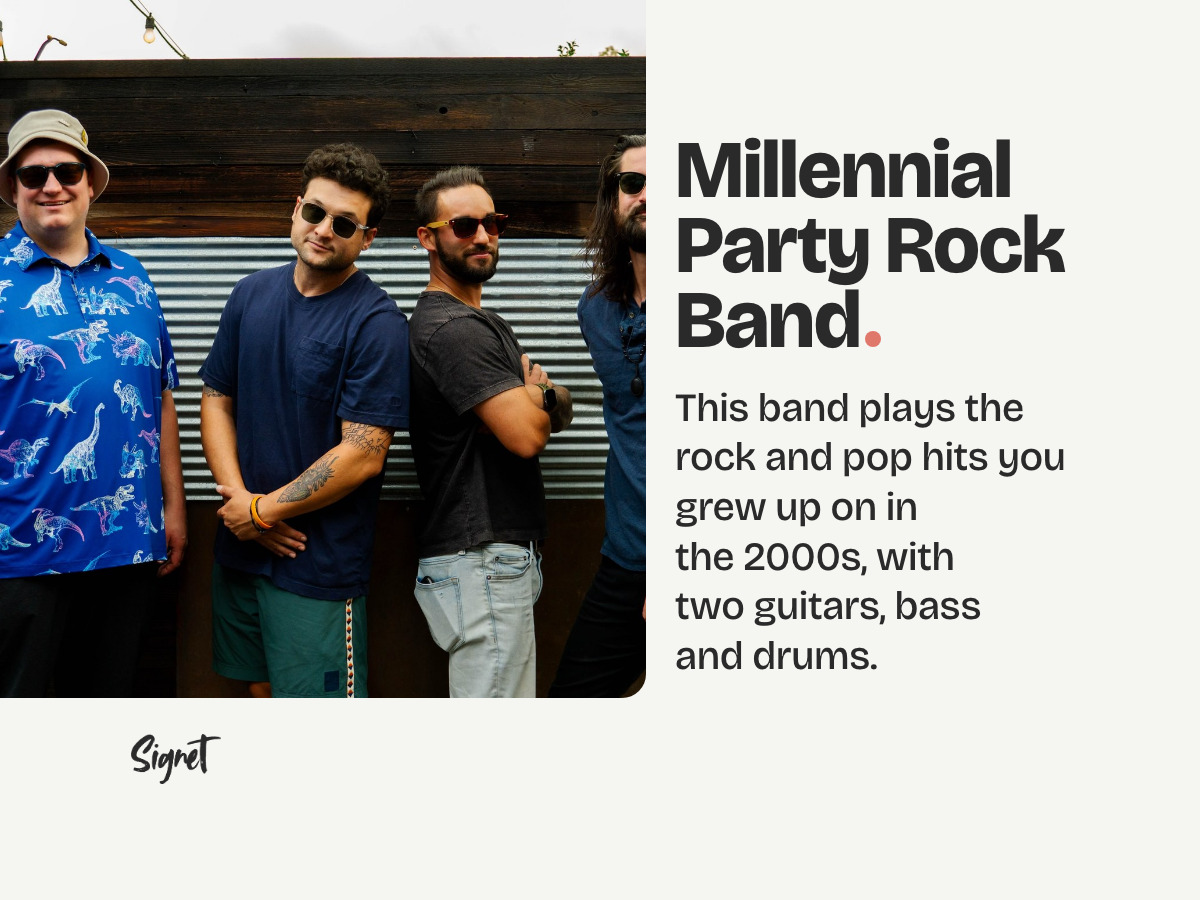 Millennial
Party Rock
Band.
This band plays the
rock and pop hits you
grew up on in
the 2000s, with
two guitars, bass
and drums.
Signet